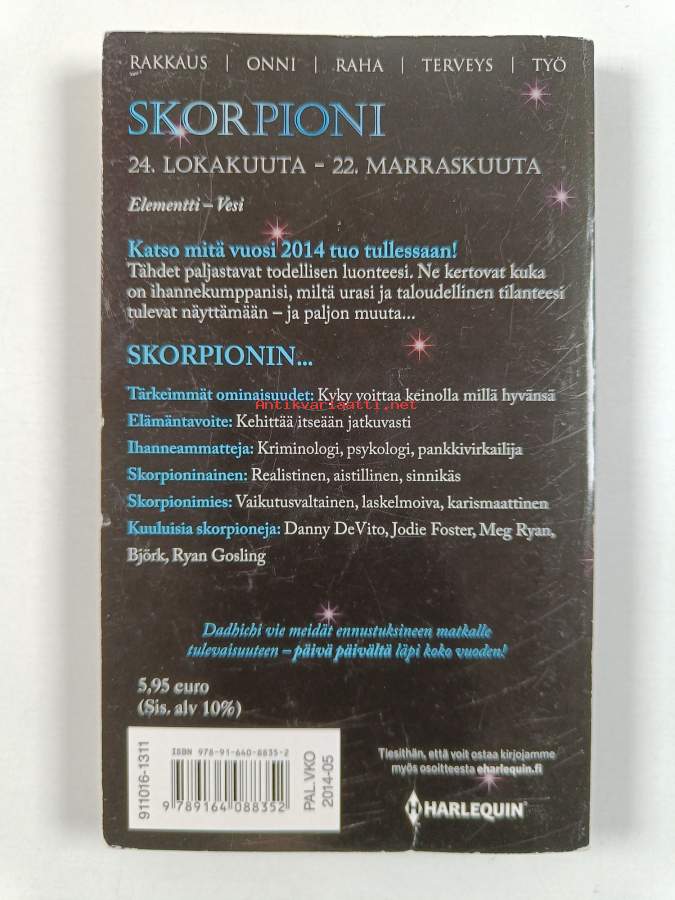 RAKKAUS | ONNI | RAHA | TERVEYS | TYÖ
SKORPIONI
24. LOKAKUUTA – 22. MARRASKUUTA
Elementti – Vesi
Katso mitä vuosi 2014 tuo tullessaan!
Tähdet paljastavat todellisen luonteesi. Ne kertovat kuka
on ihannekumppanisi, miltä urasi ja taloudellinen tilanteesi
tulevat näyttämään – ja paljon muuta...
SKORPIONIN...
Tärkeimmät ominaisuudet: Kyky voittaa keinolla millä hyvänsä
Antikvariaatti.net
Elämäntavoite: Kehittää itseään jatkuvasti
Ihanneammatteja: Kriminologi, psykologi, pankkivirkailija
Skorpioninainen: Realistinen, aistillinen, sinnikäs
Skorpionimies: Vaikutusvaltainen, laskelmoiva, karismaattinen
Kuuluisia skorpioneja: Danny DeVito, Jodie Foster, Meg Ryan,
Björk, Ryan Gosling
Dadhichi vie meidät ennustuksineen matkalle
tulevaisuuteen – päivä päivältä läpi koko vuoden!
5,95 euro
(Sis. alv 10%)
911016-1311
ISBN 978-91-640-8835-2
9 789164 088352
PAL.VKO
2014-05
Tiesithän, että voit ostaa kirjojamme
myös osoitteesta eharlequin.fi
HARLEQUIN